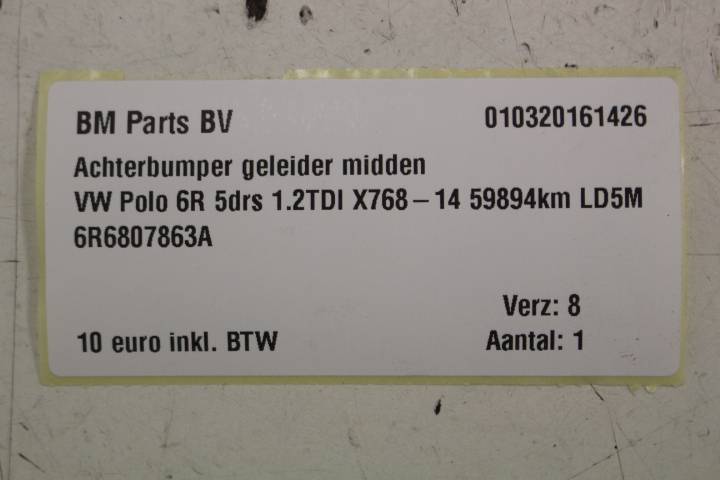 BM Parts BV 010320161426
Achterbumper geleider midden
VW Polo 6R 5drs 1.2TDI X768-14 59894km LD5M
6R6807863A
Verz: 8
10 euro inkl. BTW Aantal: 1